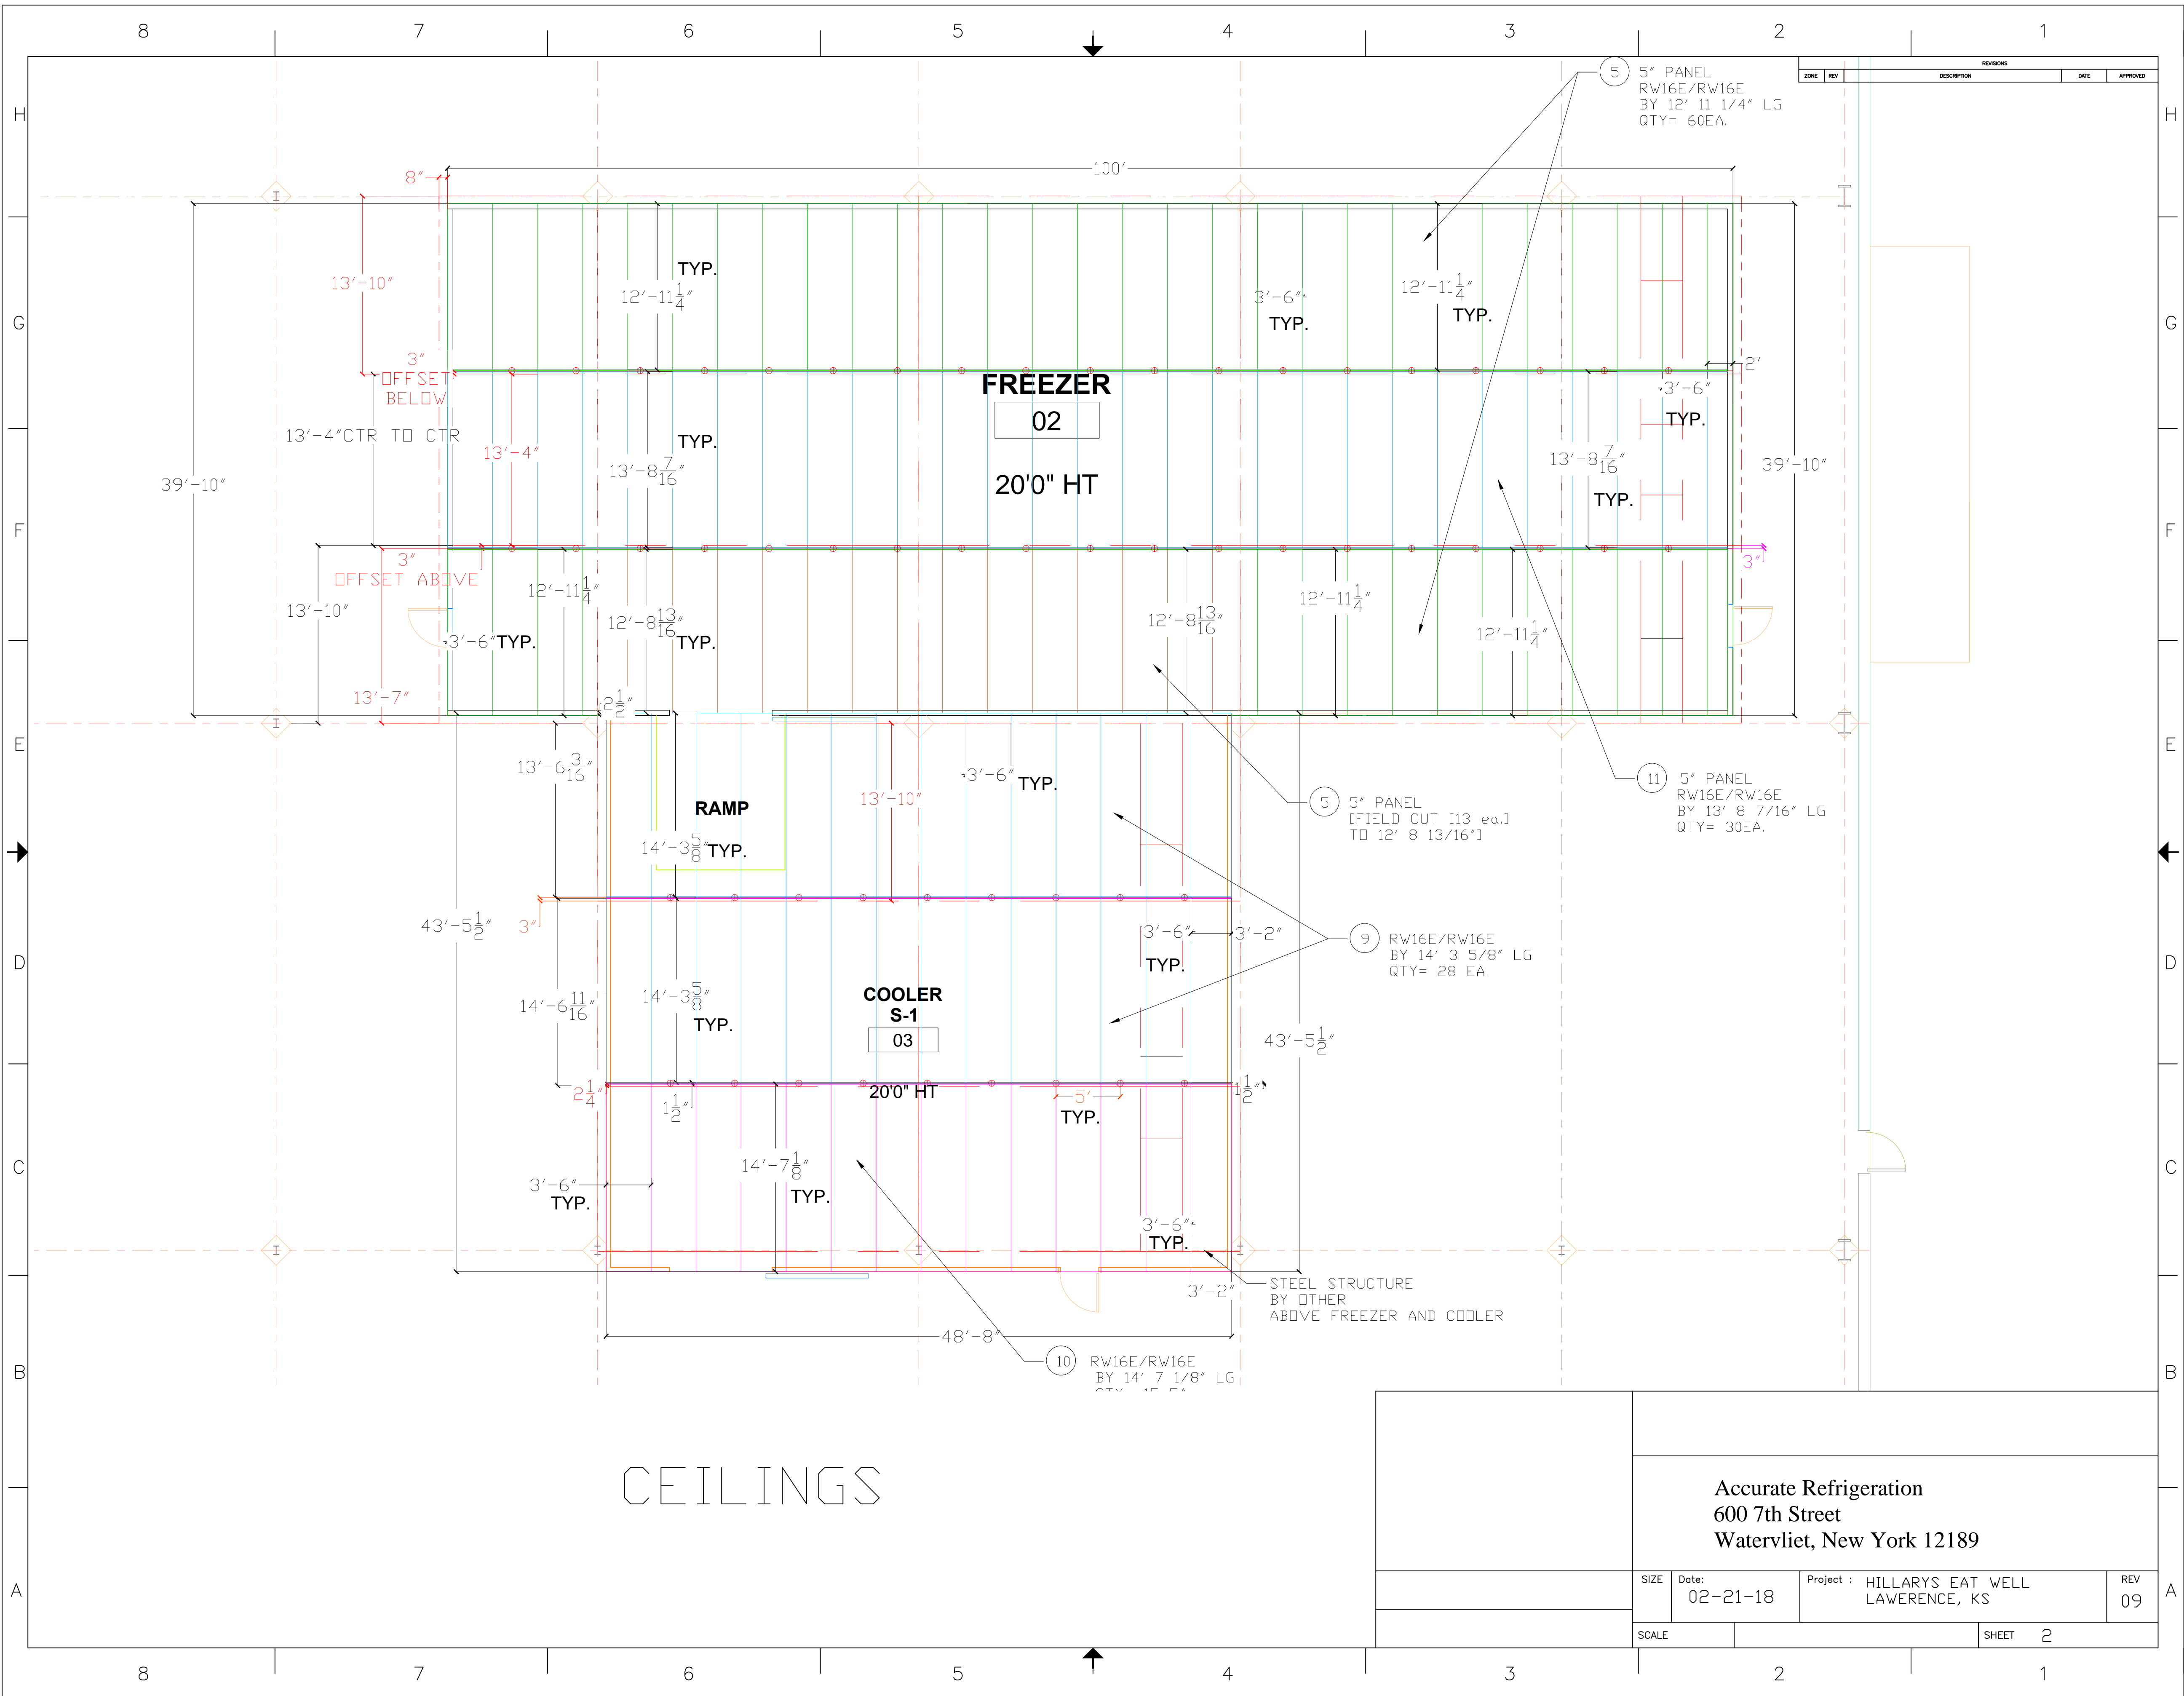 8 7 6 5 4 3 2 1
REVISIONS
ZONE REV DESCRIPTION DATE APPROVED
H
H
5 5" PANEL
RW16E/RW16E
BY 12' 11 1/4" LG
QTY= 60EA.
100'
8"
13'-10"
TYP.
12'-11 1/4"
3'-6"
TYP.
12'-11 1/4"
TYP.
G
G
3"
OFFSET
BELOW
2'
3'-6"
TYP.
FREEZER
02
20'0" HT
13'-4"CTR TO CTR
13'-4"
TYP.
13'-8 7/16"
13'-8 7/16"
TYP.
39'-10"
39'-10"
F
F
3"
OFFSET ABOVE
3"
13'-10"
12'-11 1/4"
12'-8 13/16"
TYP.
12'-8 13/16"
12'-11 1/4"
12'-11 1/4"
3'-6" TYP.
13'-7"
2 1/2"
E
E
13'-6 3/16"
3'-6" TYP.
RAMP
13'-10"
14'-3 5/8" TYP.
5 5" PANEL
[FIELD CUT [13 ea.]
TO 12' 8 13/16"]
11 5" PANEL
RW16E/RW16E
BY 13' 8 7/16" LG
QTY= 30EA.
43'-5 1/2"
3"
3'-6"
3'-2"
TYP.
9 RW16E/RW16E
BY 14' 3 5/8" LG
QTY= 28 EA.
D
D
14'-6 11/16"
14'-3 5/8"
TYP.
COOLER
S-1
03
20'0" HT
43'-5 1/2"
2 1/4"
1 1/2"
5'
TYP.
1 1/2"
C
C
14'-7 1/8"
TYP.
3'-6"
TYP.
3'-6"
TYP.
3'-2"
STEEL STRUCTURE
BY OTHER
ABOVE FREEZER AND COOLER
48'-8"
10 RW16E/RW16E
BY 14' 7 1/8" LG
B
B
CEILINGS
Accurate Refrigeration
600 7th Street
Watervliet, New York 12189
A
A
SIZE
Date:
02-21-18
Project : HILLARYS EAT WELL
LAWERENCE, KS
REV
09
SCALE
SHEET 2
8 7 6 5 4 3 2 1